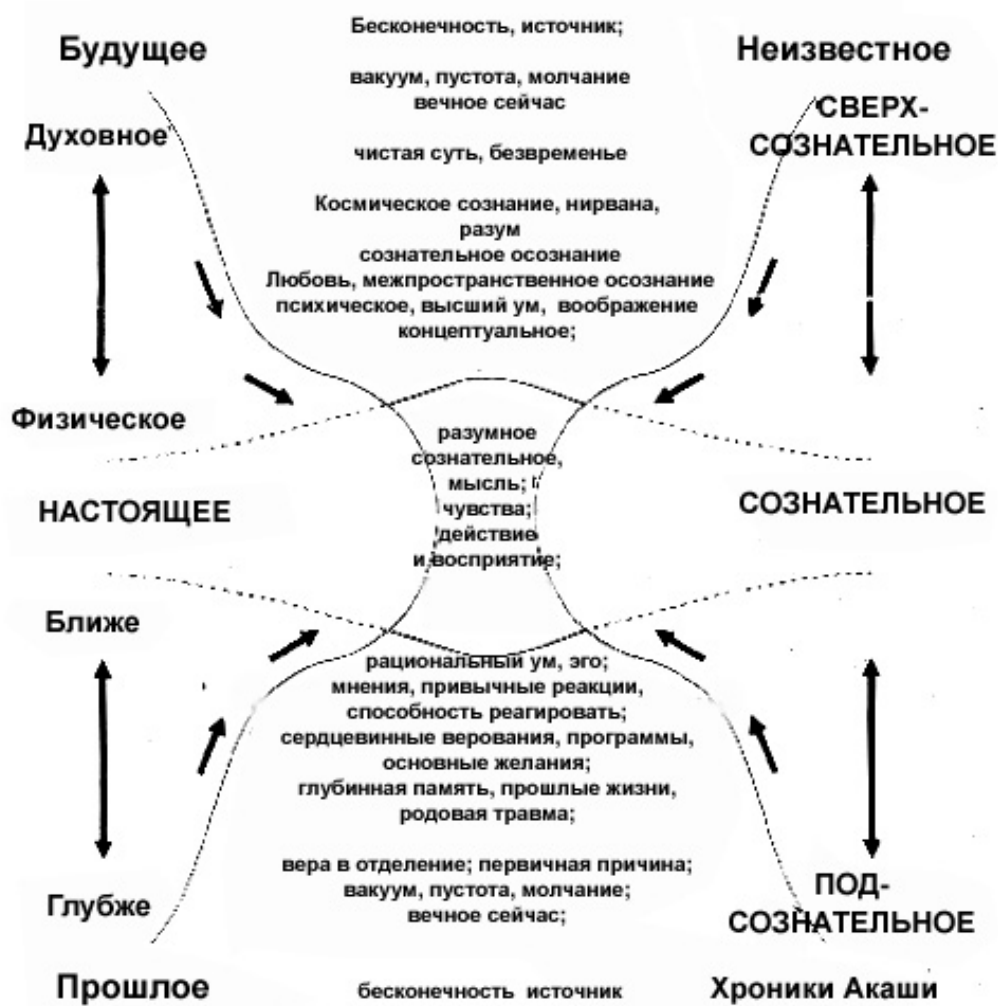 Будущее
Бесконечность, источник;
Неизвестное
вакуум, пустота, молчание
вечное сейчас
Духовное
СВЕРХ-
СОЗНАТЕЛЬНОЕ
чистая суть, безвременье
Космическое сознание, нирвана,
разум
сознательное осознание
Любовь, межпространственное осознание
психическое, высший ум, воображение
концептуальное;
Физическое
разумное
сознательное,
мысль;
чувства;
действие
и восприятие;
НАСТОЯЩЕЕ
СОЗНАТЕЛЬНОЕ
Ближе
рациональный ум, эго;
мнения, привычные реакции,
способность реагировать;
сердцевинные верования, программы,
основные желания;
глубинная память, прошлые жизни,
родовая травма;
вера в отделение; первичная причина;
вакуум, пустота, молчание;
вечное сейчас;
Глубже
ПОД-
СОЗНАТЕЛЬНОЕ
Прошлое
бесконечность источник
Хроники Акаши